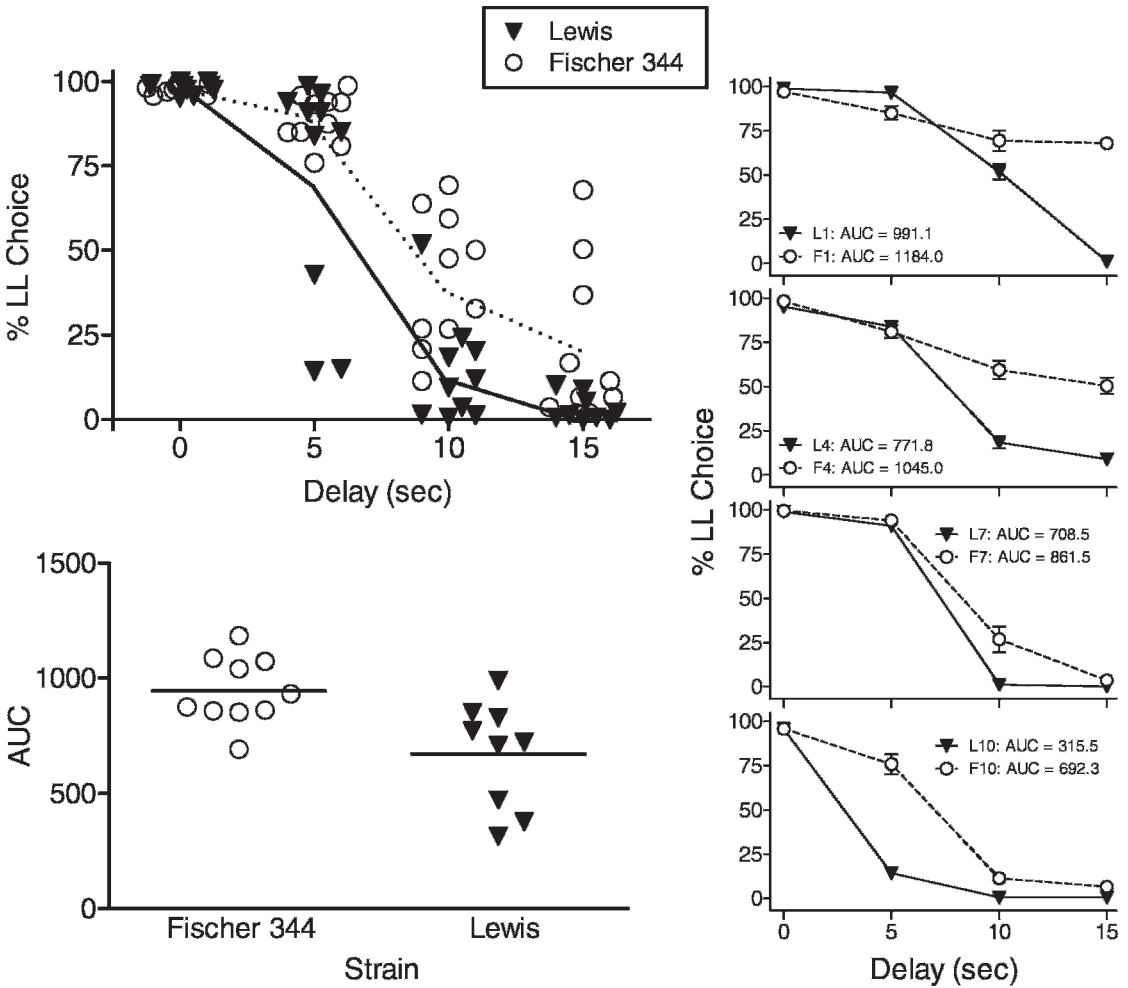 Lewis
Fischer 344
100
75
50
25
0
% LL Choice
0 5 10 15
Delay (sec)
1500
1000
500
0
AUC
Fischer 344 Lewis
Strain
% LL Choice
100
75
50
25
0
L1: AUC = 991.1
F1: AUC = 1184.0
100
75
50
25
0
L4: AUC = 771.8
F4: AUC = 1045.0
100
75
50
25
0
L7: AUC = 708.5
F7: AUC = 861.5
100
75
50
25
0
L10: AUC = 315.5
F10: AUC = 692.3
0 5 10 15
Delay (sec)